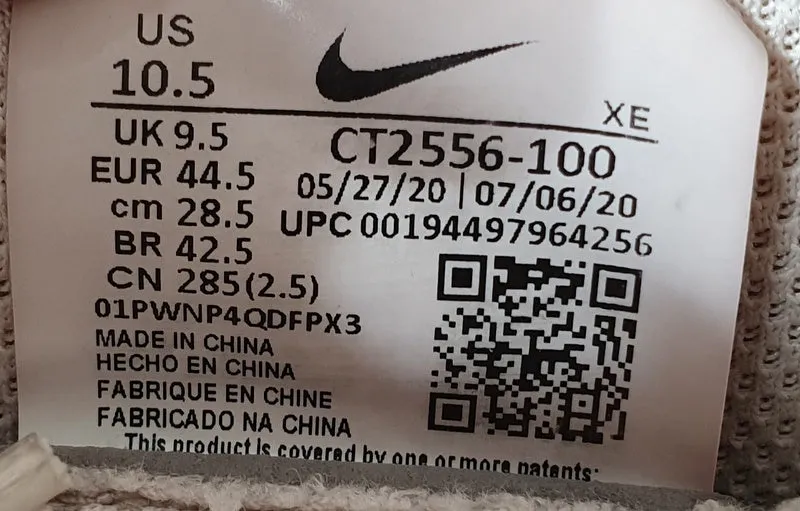 US
10.5
XE
UK 9.5
CT2556-100
EUR 44.5
05/27/20 | 07/06/20
cm 28.5
UPC 00194497964256
BR 42.5
CN 285(2.5)
01PWNP4QDFPX3
MADE IN CHINA
HECHO EN CHINA
FABRIQUE EN CHINE
FABRICADO NA CHINA
This product is covered by one or more patents: